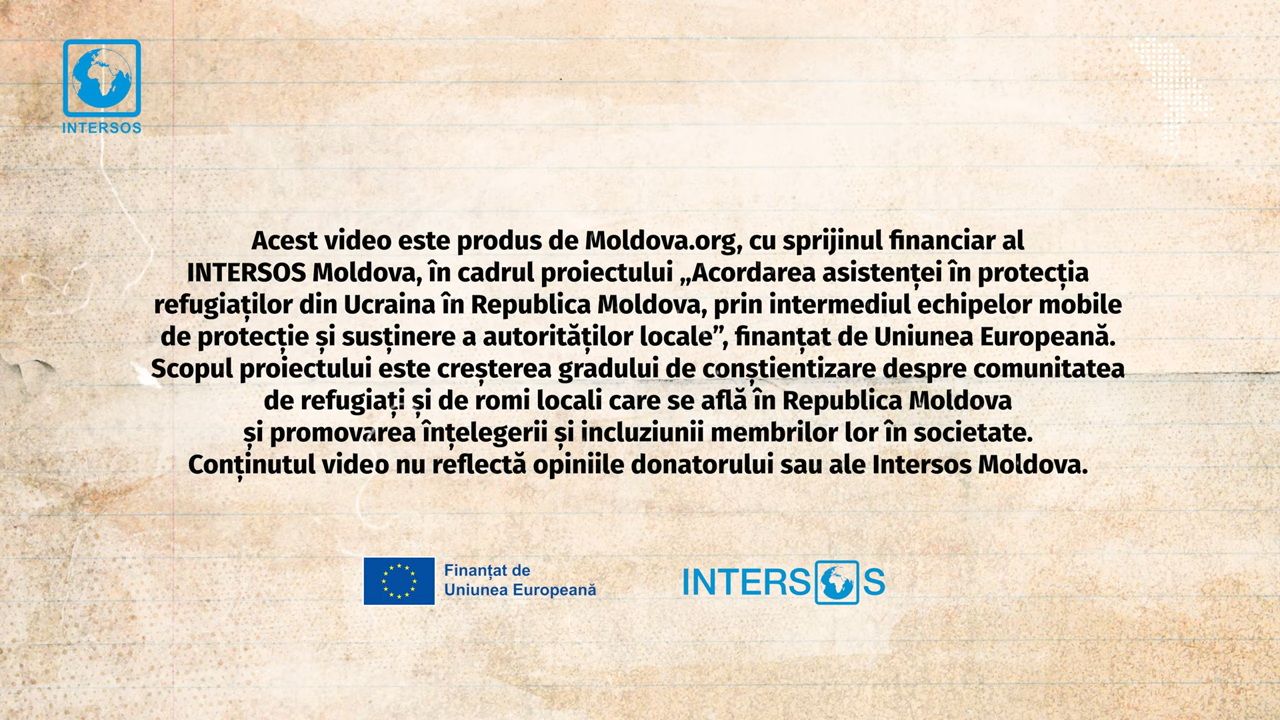 INTERSOS
Acest video este produs de Moldova.org, cu sprijinul financiar al
INTERSOS Moldova, în cadrul proiectului „Acordarea asistenței în protecția
refugiaților din Ucraina în Republica Moldova, prin intermediul echipelor mobile
de protecție și susținere a autorităților locale”, finanțat de Uniunea Europeană.
Scopul proiectului este creșterea gradului de conștientizare despre comunitatea
de refugiați și de romi locali care se află în Republica Moldova
și promovarea înțelegerii și incluziunii membrilor lor în societate.
Conținutul video nu reflectă opiniile donatorului sau ale Intersos Moldova.
Finanțat de
Uniunea Europeană
INTERSOS